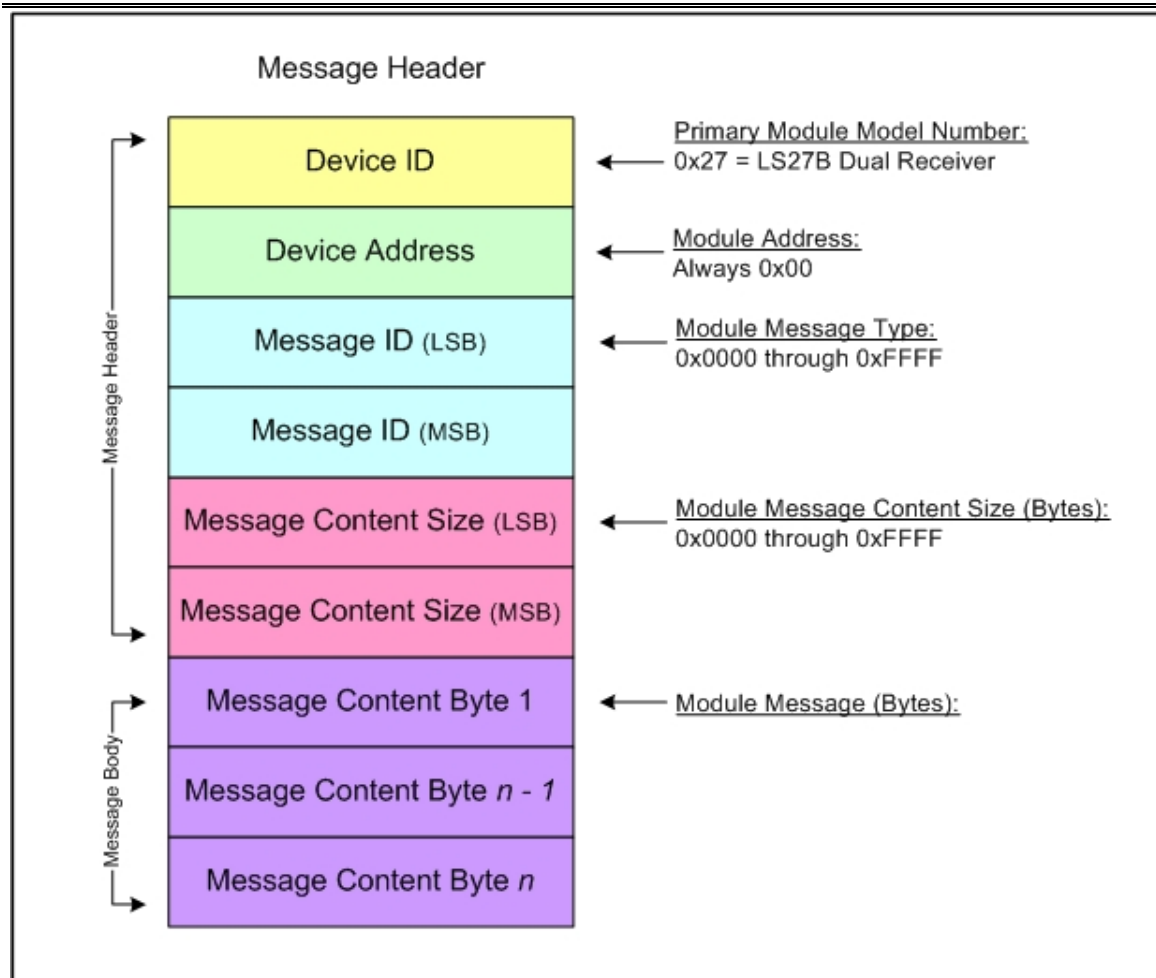 Message Header
Device ID
Primary Module Model Number:
0x27 = LS27B Dual Receiver
Device Address
Module Address:
Always 0x00
Message ID (LSB)
Module Message Type:
0x0000 through 0xFFFF
Message ID (MSB)
Message Header
Message Content Size (LSB)
Module Message Content Size (Bytes):
0x0000 through 0xFFFF
Message Content Size (MSB)
Message Content Byte 1
Module Message (Bytes):
Message Content Byte n - 1
Message Body
Message Content Byte n